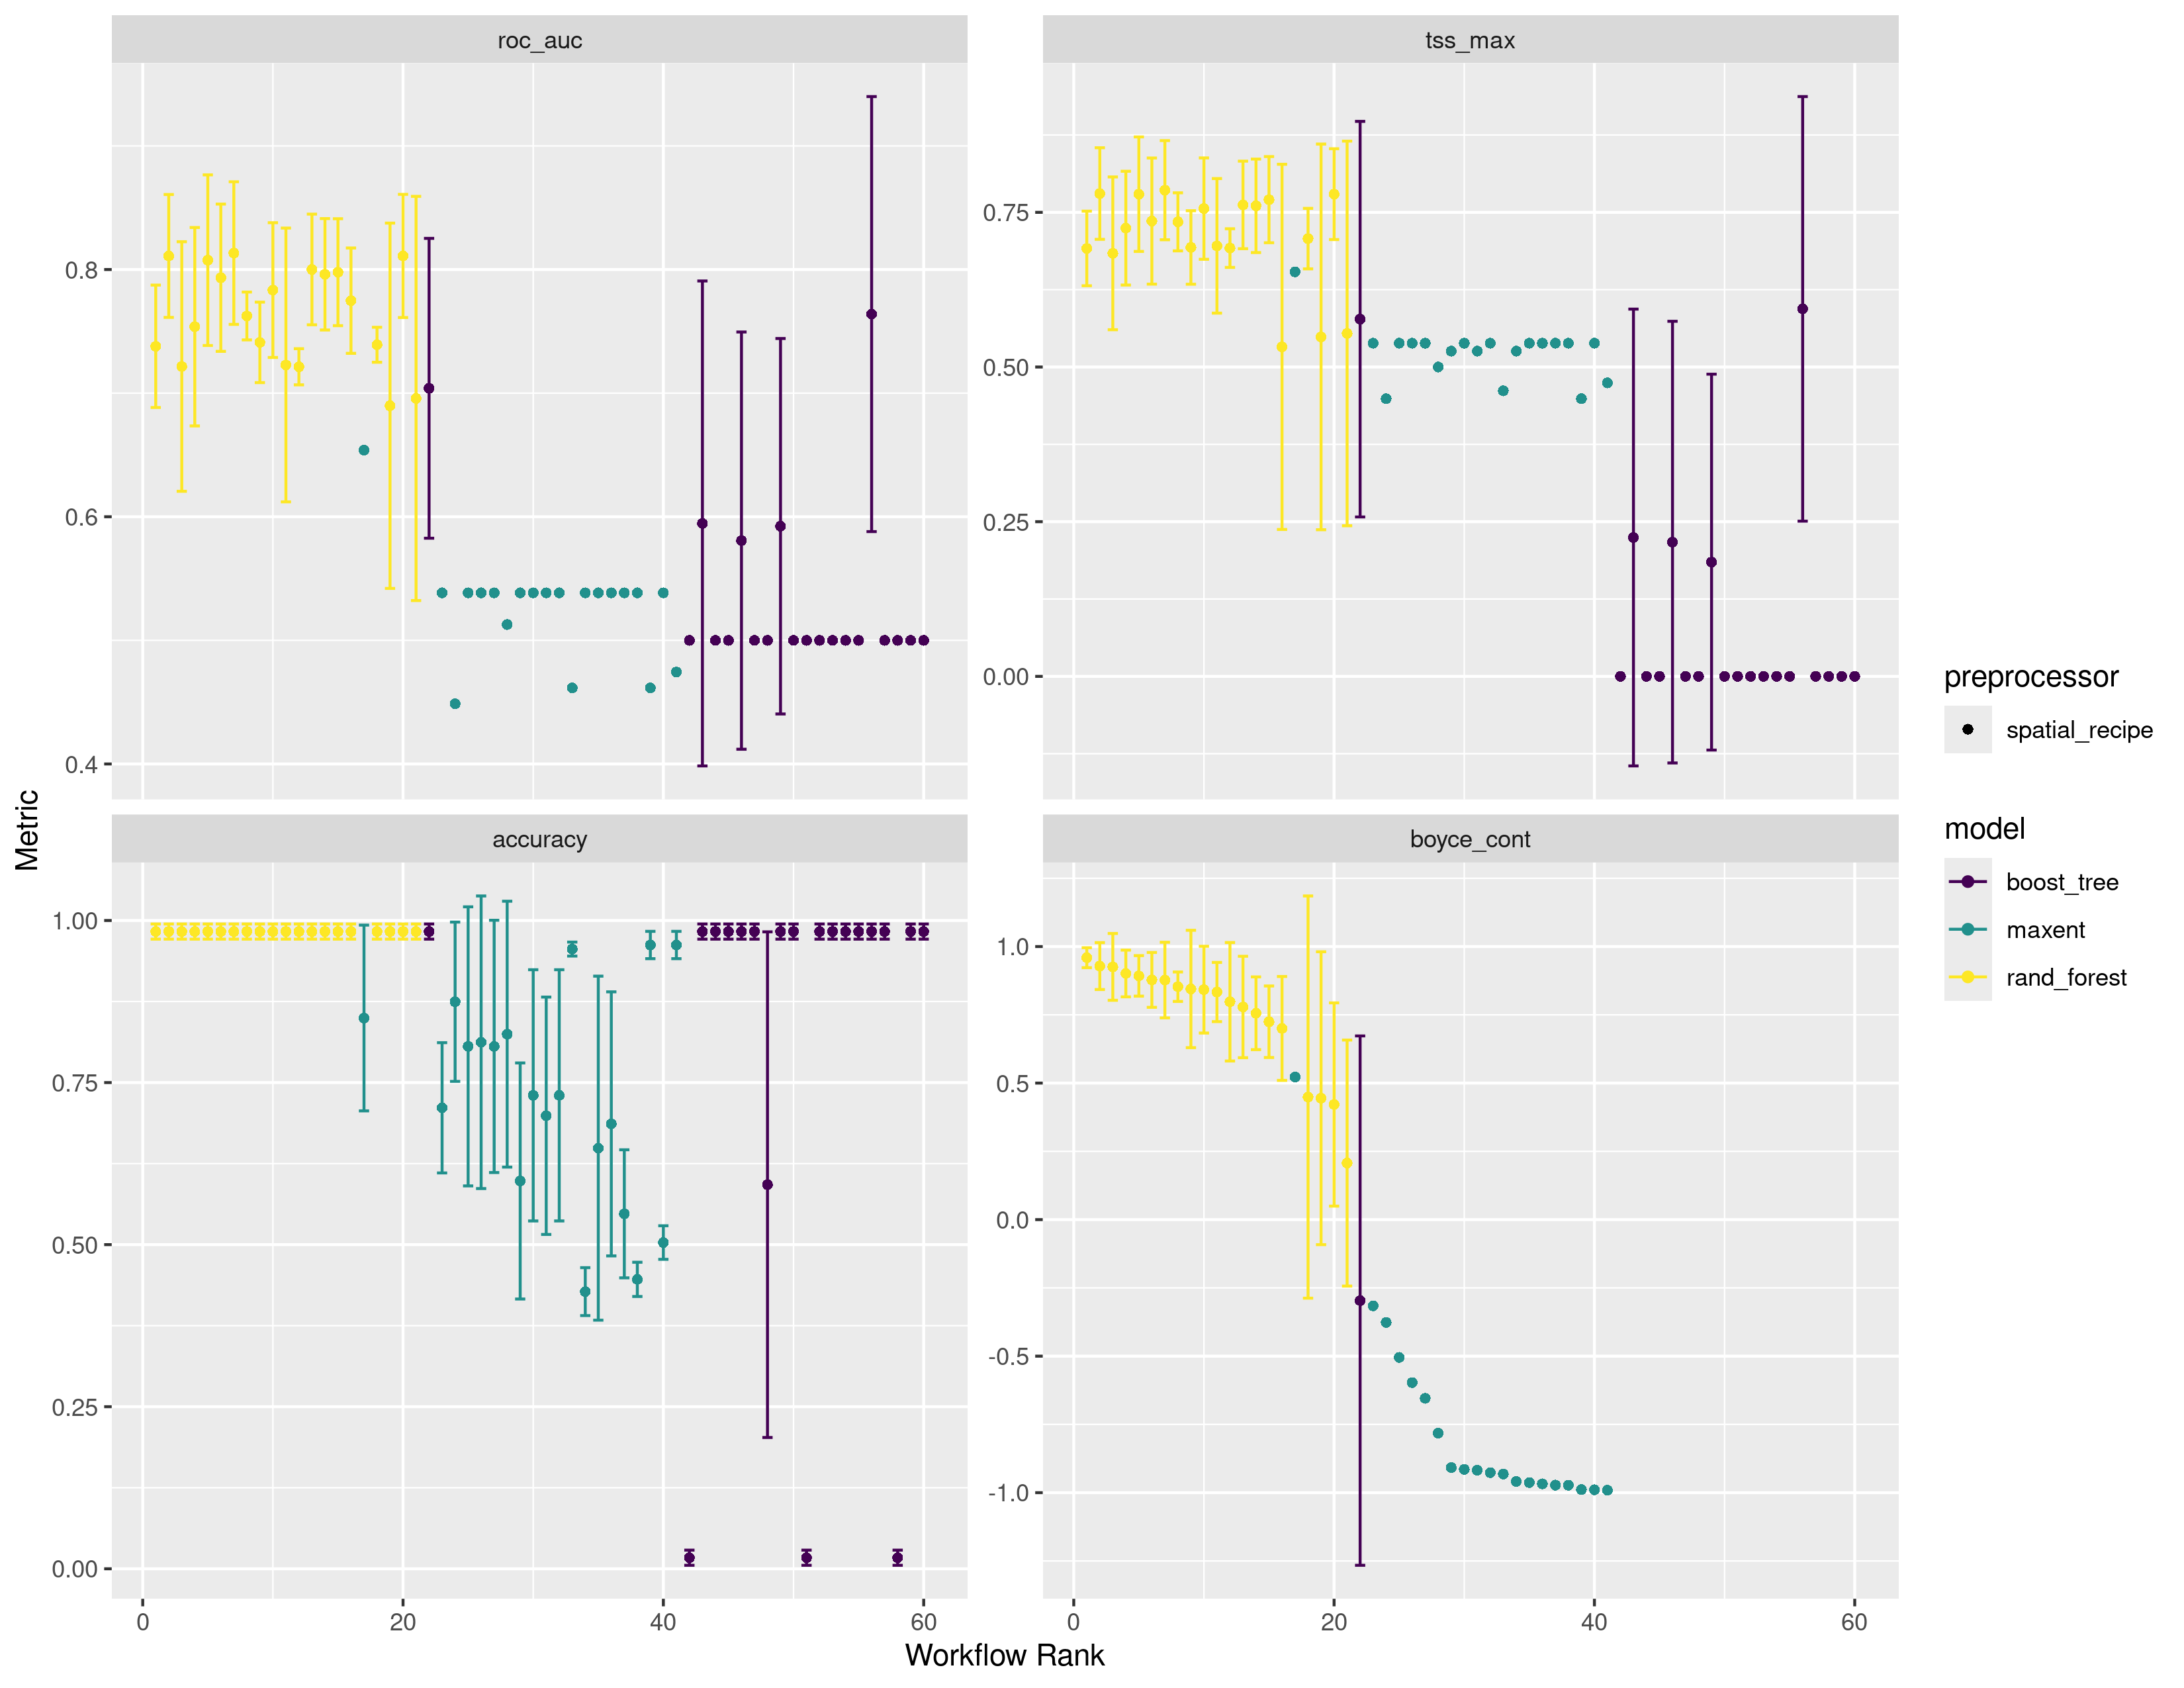 roc_auc
tss_max
0.8
0.6
0.4
0.75
0.50
0.25
0.00
accuracy
boyce_cont
1.00
0.75
0.50
0.25
0.00
1.0
0.5
0.0
-0.5
-1.0
0
20
40
60
0
20
40
60
Metric
Workflow Rank
preprocessor
spatial_recipe
model
boost_tree
maxent
rand_forest